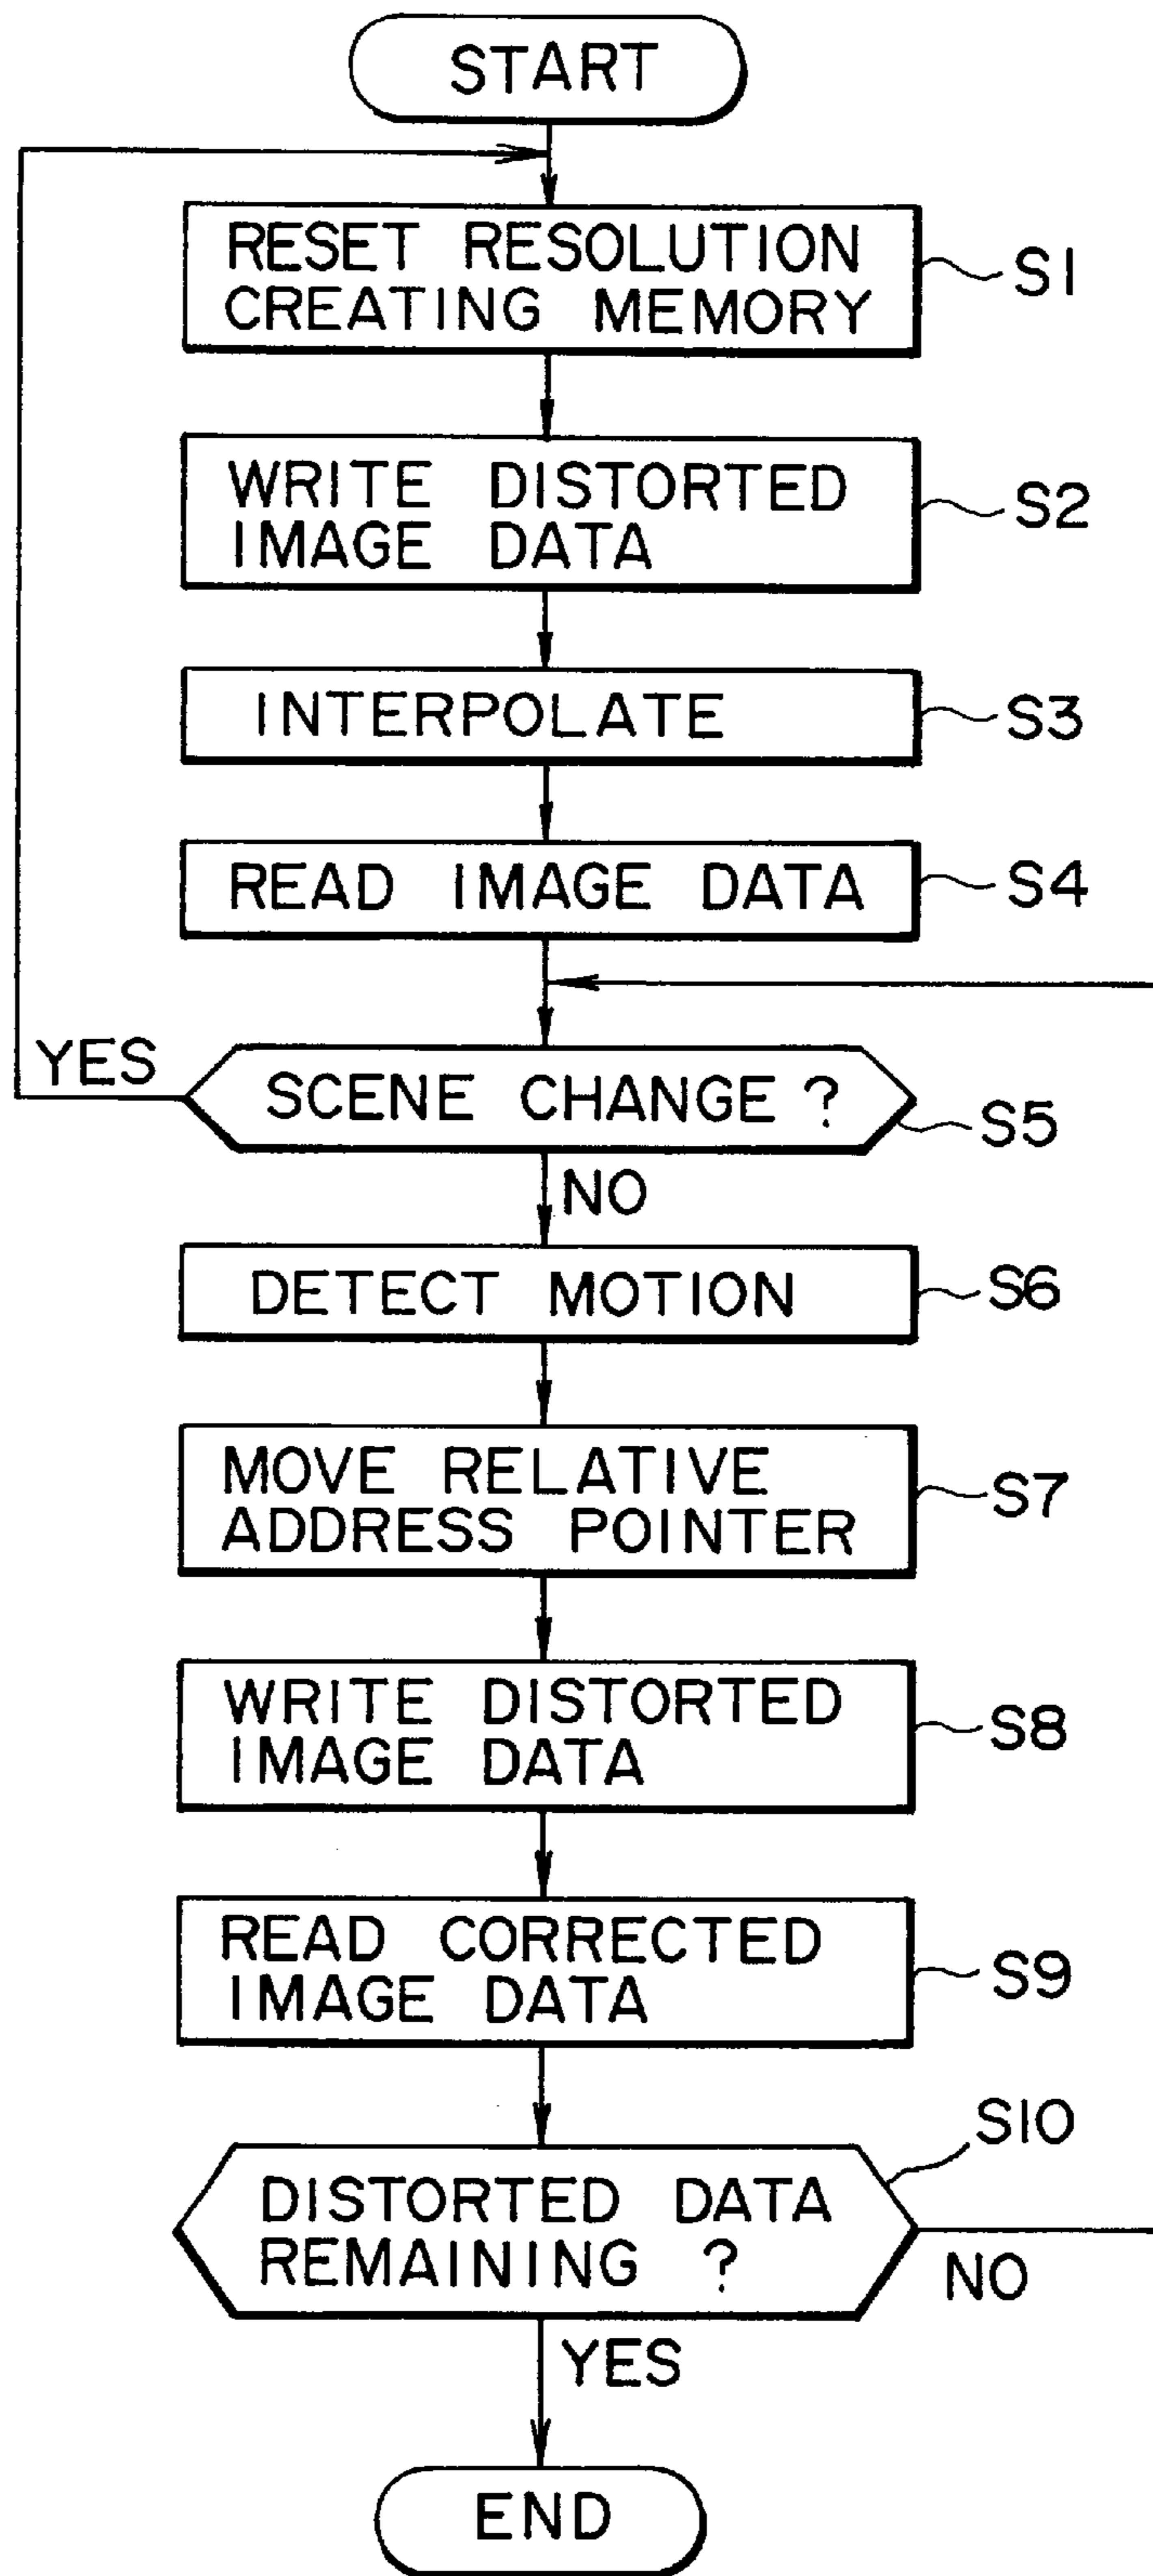 START
RESET RESOLUTION
CREATING MEMORY
S1
WRITE DISTORTED
IMAGE DATA
S2
INTERPOLATE
S3
READ IMAGE DATA
S4
YES
SCENE CHANGE ?
S5
NO
DETECT MOTION
S6
MOVE RELATIVE
ADDRESS POINTER
S7
WRITE DISTORTED
IMAGE DATA
S8
READ CORRECTED
IMAGE DATA
S9
S10
DISTORTED DATA
REMAINING ?
NO
YES
END